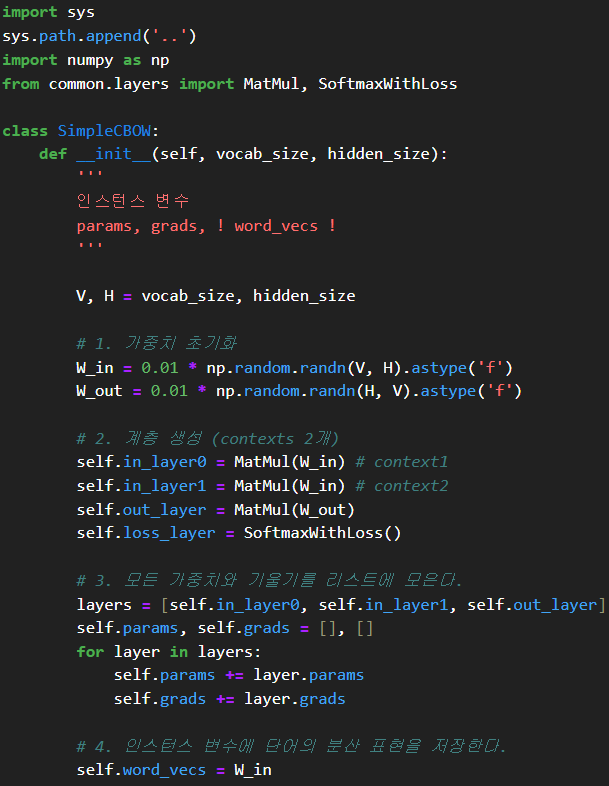 import sys
sys.path.append('..')
import numpy as np
from common.layers import MatMul, SoftmaxWithLoss
class SimpleCBOW:
def __init__(self, vocab_size, hidden_size):
'''
인스턴스 변수
params, grads, ! word_vecs !
'''
V, H = vocab_size, hidden_size
# 1. 가중치 초기화
W_in = 0.01 * np.random.randn(V, H).astype('f')
W_out = 0.01 * np.random.randn(H, V).astype('f')
# 2. 계층 생성 (contexts 2개)
self.in_layer0 = MatMul(W_in) # context1
self.in_layer1 = MatMul(W_in) # context2
self.out_layer = MatMul(W_out)
self.loss_layer = SoftmaxWithLoss()
# 3. 모든 가중치와 기울기를 리스트에 모은다.
layers = [self.in_layer0, self.in_layer1, self.out_layer]
self.params, self.grads = [], []
for layer in layers:
self.params += layer.params
self.grads += layer.grads
# 4. 인스턴스 변수에 단어의 분산 표현을 저장한다.
self.word_vecs = W_in